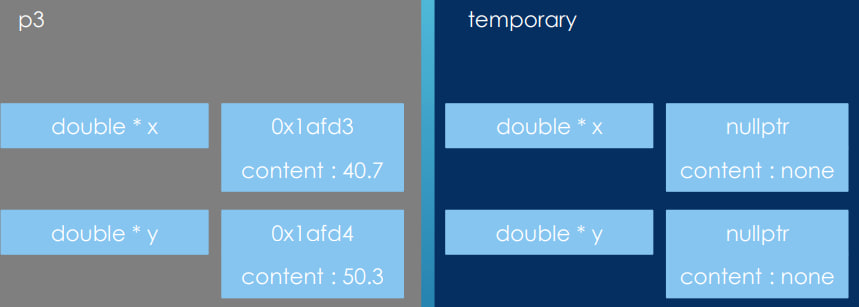 p3
double * x
0x1afd3
content : 40.7
double * y
0x1afd4
content : 50.3
temporary
double * x
nullptr
content : none
double * y
nullptr
content : none